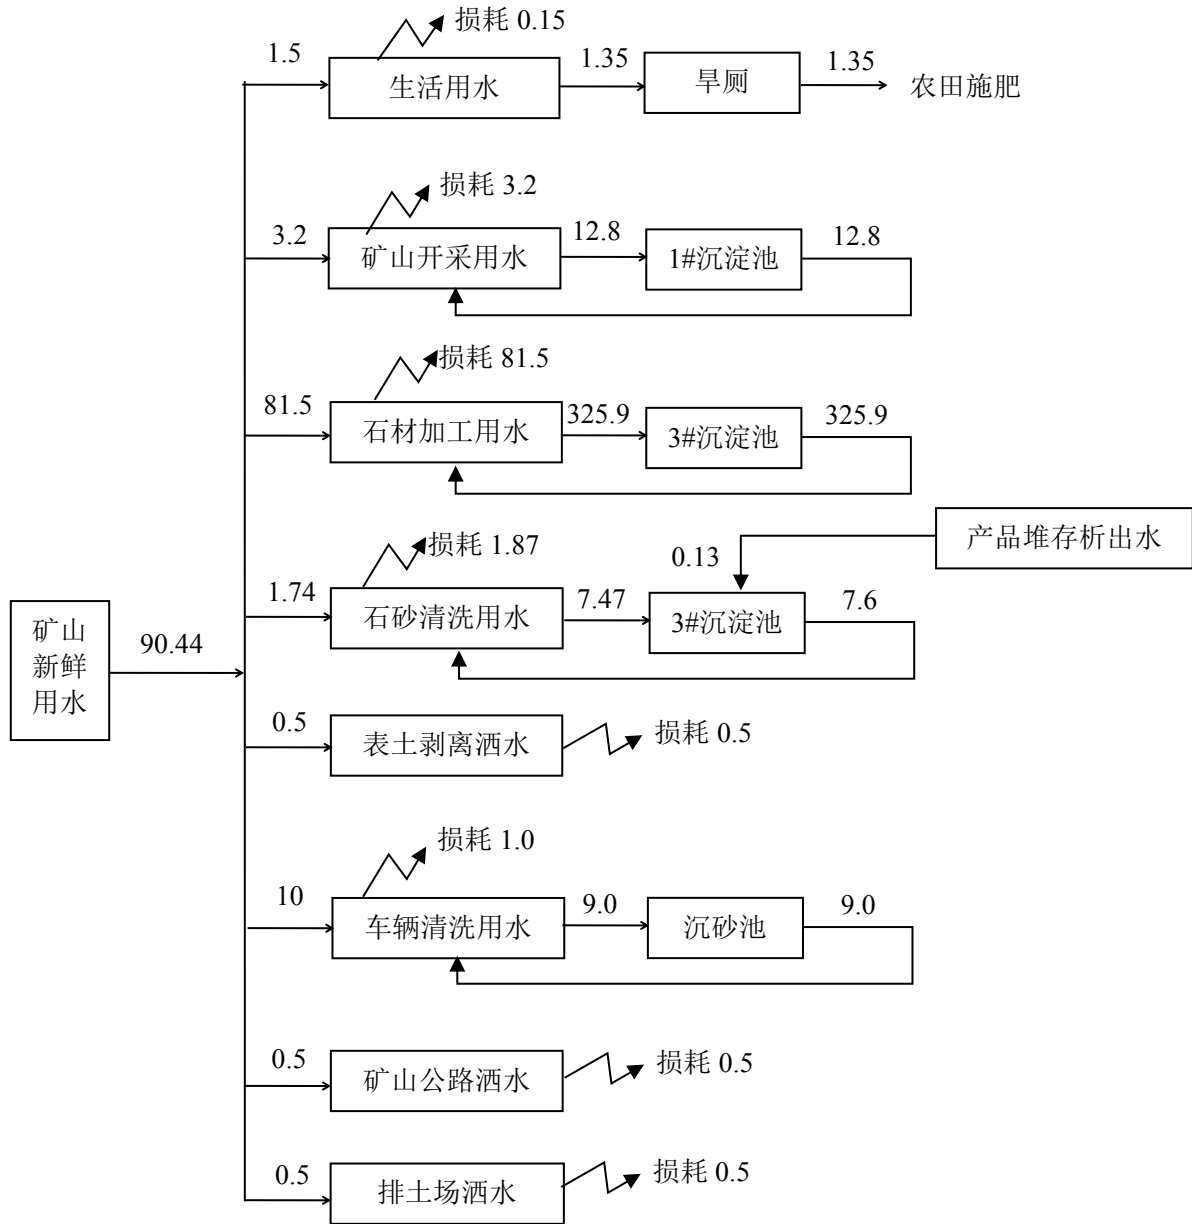 损耗 0.15
1.5
生活用水
1.35
旱厕
1.35
农田施肥
损耗 3.2
3.2
矿山开采用水
12.8
1#沉淀池
12.8
损耗 81.5
81.5
石材加工用水
325.9
3#沉淀池
325.9
产品堆存析出水
损耗 1.87
0.13
1.74
石砂清洗用水
7.47
3#沉淀池
7.6
矿山
新鲜
用水
90.44
0.5
表土剥离洒水
损耗 0.5
损耗 1.0
10
车辆清洗用水
9.0
沉砂池
9.0
0.5
矿山公路洒水
损耗 0.5
0.5
排土场洒水
损耗 0.5